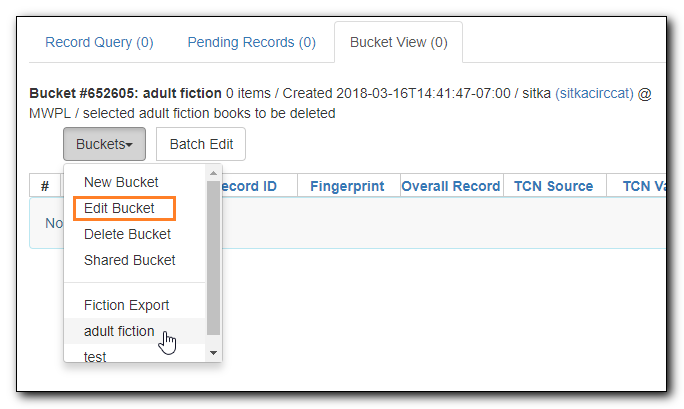 Record Query (0) Pending Records (0) Bucket View (0)
Bucket #652605: adult fiction 0 items / Created 2018-03-16T14:41:47-07:00 / sitka (sitkacirccat) @
MWPL / selected adult fiction books to be deleted
Buckets Batch Edit
# ecord ID Fingerprint Overall Record TCN Source TCN Va
No
New Bucket
Edit Bucket
Delete Bucket
Shared Bucket
Fiction Export
adult fiction
test